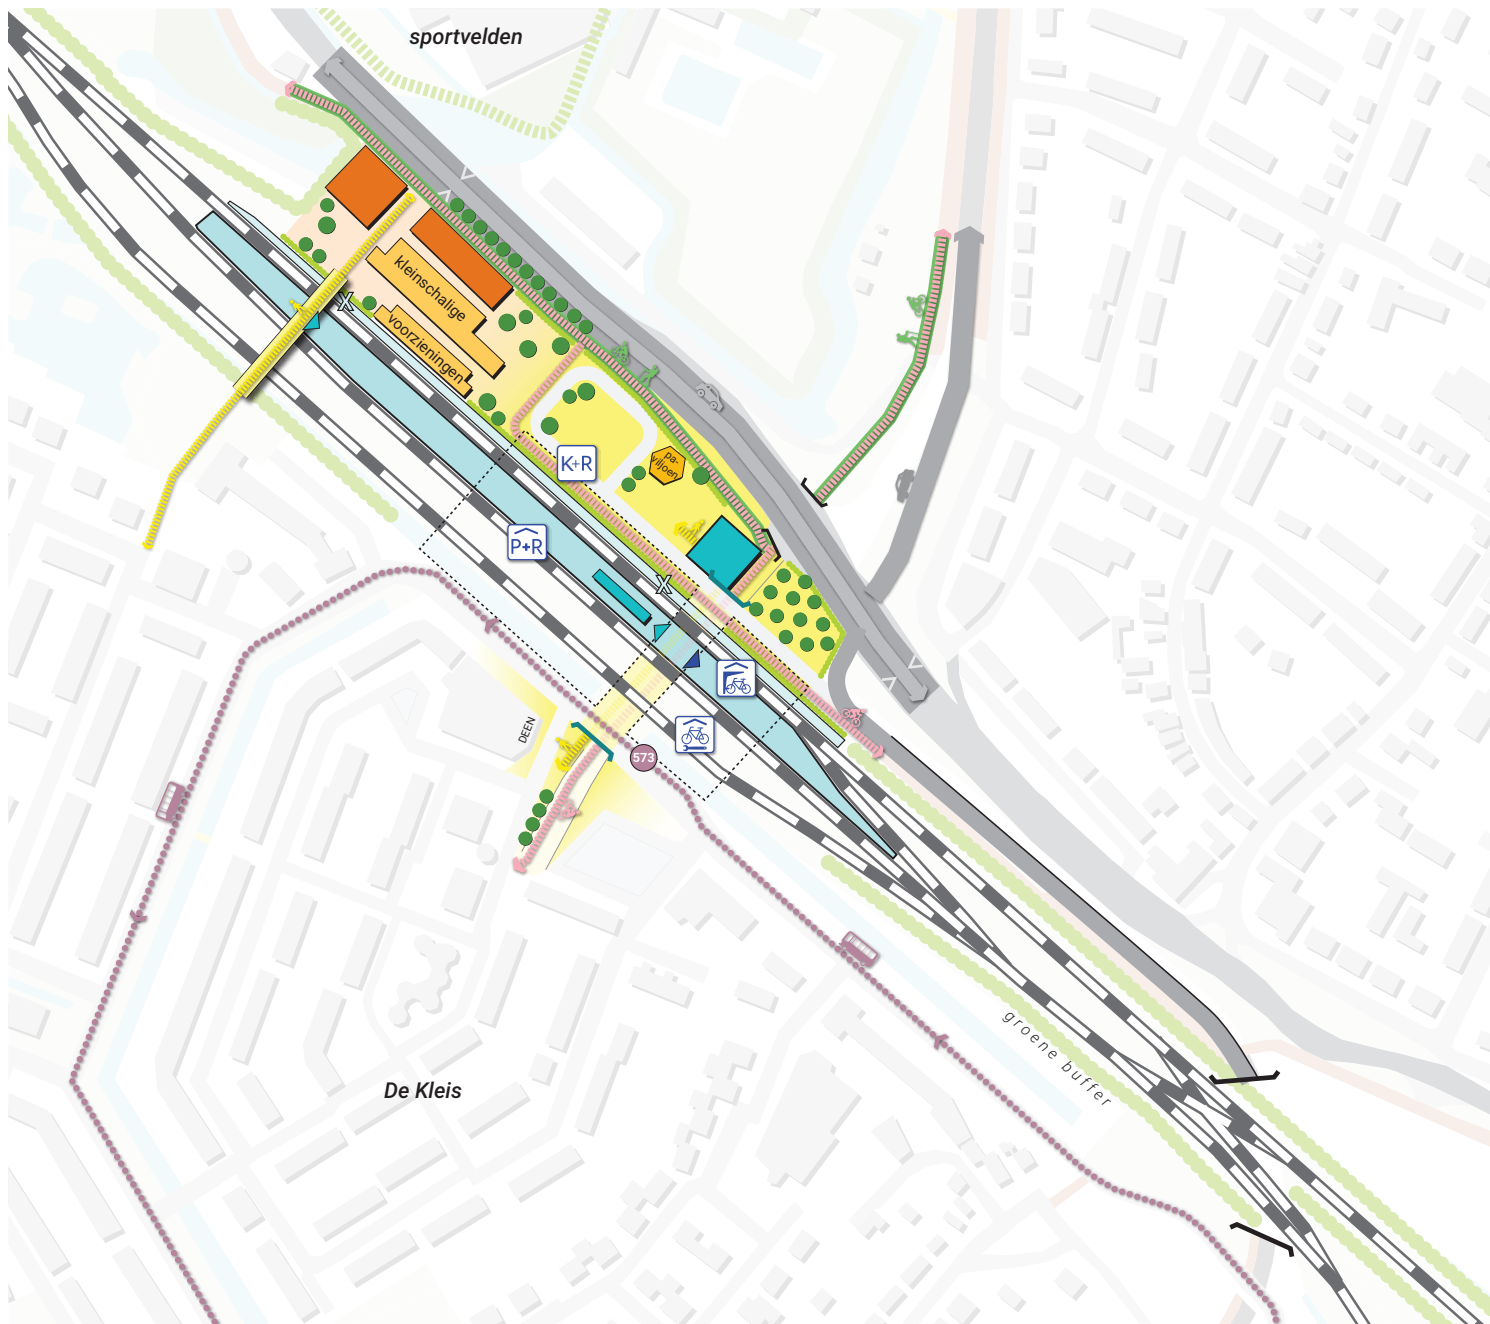 sportvelden
kleinschalige
voorzieningen
K+R
pa-
viljoen
P+R
X
X
DEEN
573
groene buffer
De Kleis